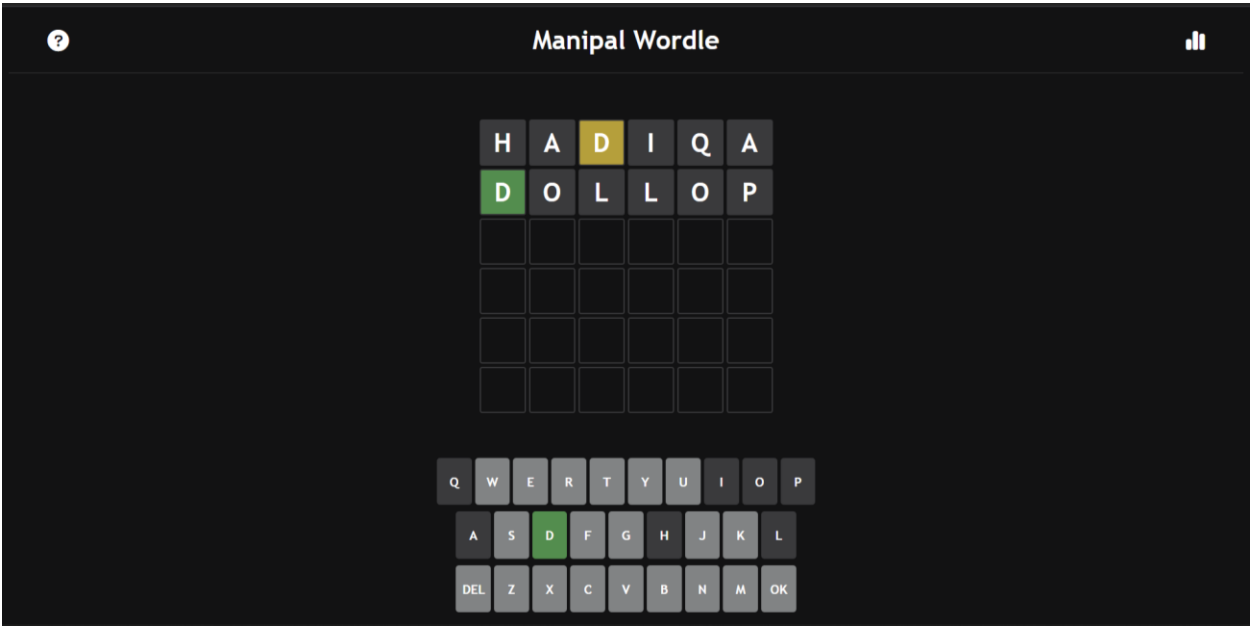 ?
Manipal Wordle
H A D I Q A
D O L L O P
Q W E R T Y U I O P
A S D F G H J K L
DEL Z X C V B N M OK